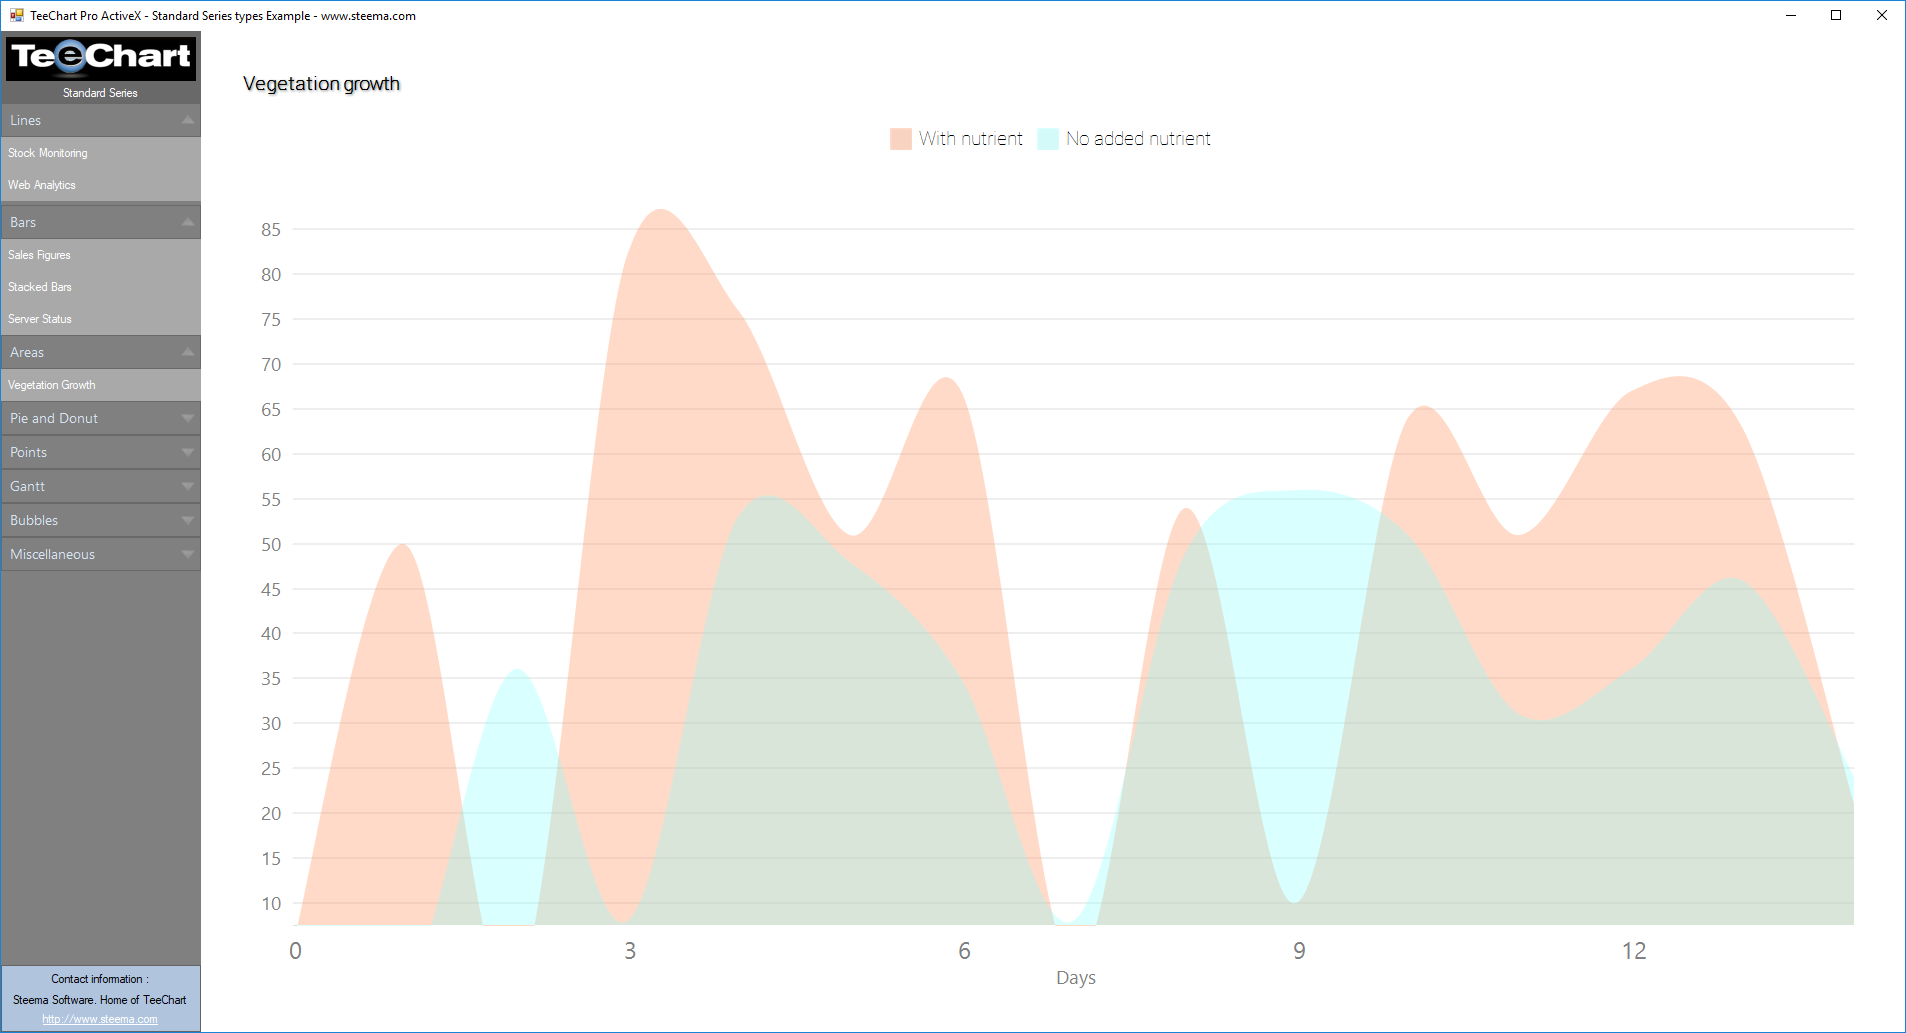 TeeChart Pro ActiveX - Standard Series types Example - www.steema.com
TeeChart
Standard Series
Lines
Stock Monitoring
Web Analytics
Bars
Sales Figures
Stacked Bars
Server Status
Areas
Vegetation Growth
Pie and Donut
Points
Gantt
Bubbles
Miscellaneous
Contact information :
Steema Software. Home of TeeChart
http://www.steema.com
Vegetation growth
With nutrient No added nutrient
85
80
75
70
65
60
55
50
45
40
35
30
25
20
15
10
0 3 6 9 12
Days